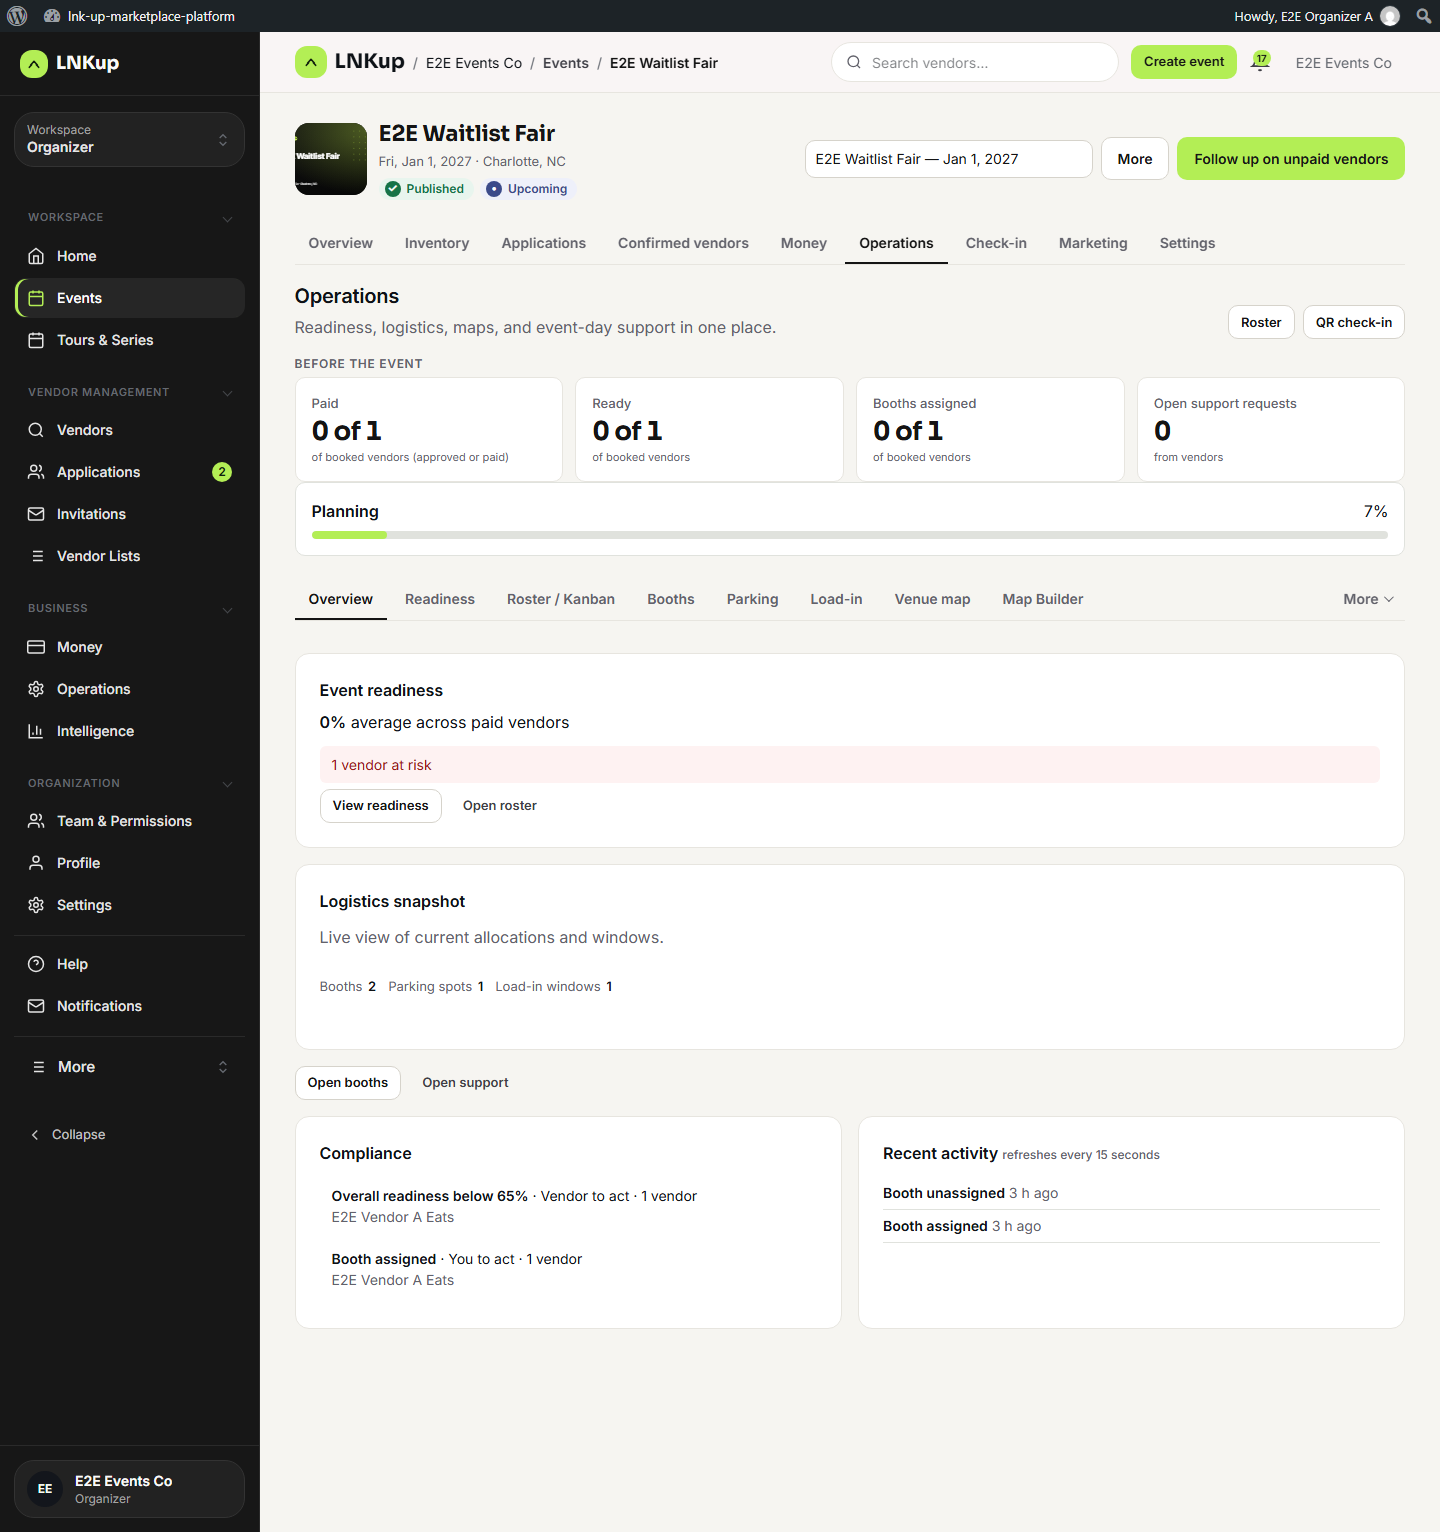 lnk-up-marketplace-platform
Howdy, E2E Organizer A
LNKup
LNKup / E2E Events Co / Events / E2E Waitlist Fair
Search vendors...
Create event
17
E2E Events Co
Workspace
Organizer
WORKSPACE
Home
Events
Tours & Series
VENDOR MANAGEMENT
Vendors
Applications
2
Invitations
Vendor Lists
BUSINESS
Money
Operations
Intelligence
ORGANIZATION
Team & Permissions
Profile
Settings
Help
Notifications
More
Collapse
EE
E2E Events Co
Organizer
Waitlist Fair
E2E Waitlist Fair
Fri, Jan 1, 2027 · Charlotte, NC
Published
Upcoming
E2E Waitlist Fair — Jan 1, 2027
More
Follow up on unpaid vendors
Overview
Inventory
Applications
Confirmed vendors
Money
Operations
Check-in
Marketing
Settings
Operations
Readiness, logistics, maps, and event-day support in one place.
Roster
QR check-in
BEFORE THE EVENT
Paid
0 of 1
of booked vendors (approved or paid)
Ready
0 of 1
of booked vendors
Booths assigned
0 of 1
of booked vendors
Open support requests
0
from vendors
Planning
7%
Overview
Readiness
Roster / Kanban
Booths
Parking
Load-in
Venue map
Map Builder
More
Event readiness
0% average across paid vendors
1 vendor at risk
View readiness
Open roster
Logistics snapshot
Live view of current allocations and windows.
Booths 2 Parking spots 1 Load-in windows 1
Open booths
Open support
Compliance
Overall readiness below 65% · Vendor to act · 1 vendor
E2E Vendor A Eats
Booth assigned · You to act · 1 vendor
E2E Vendor A Eats
Recent activity refreshes every 15 seconds
Booth unassigned 3 h ago
Booth assigned 3 h ago